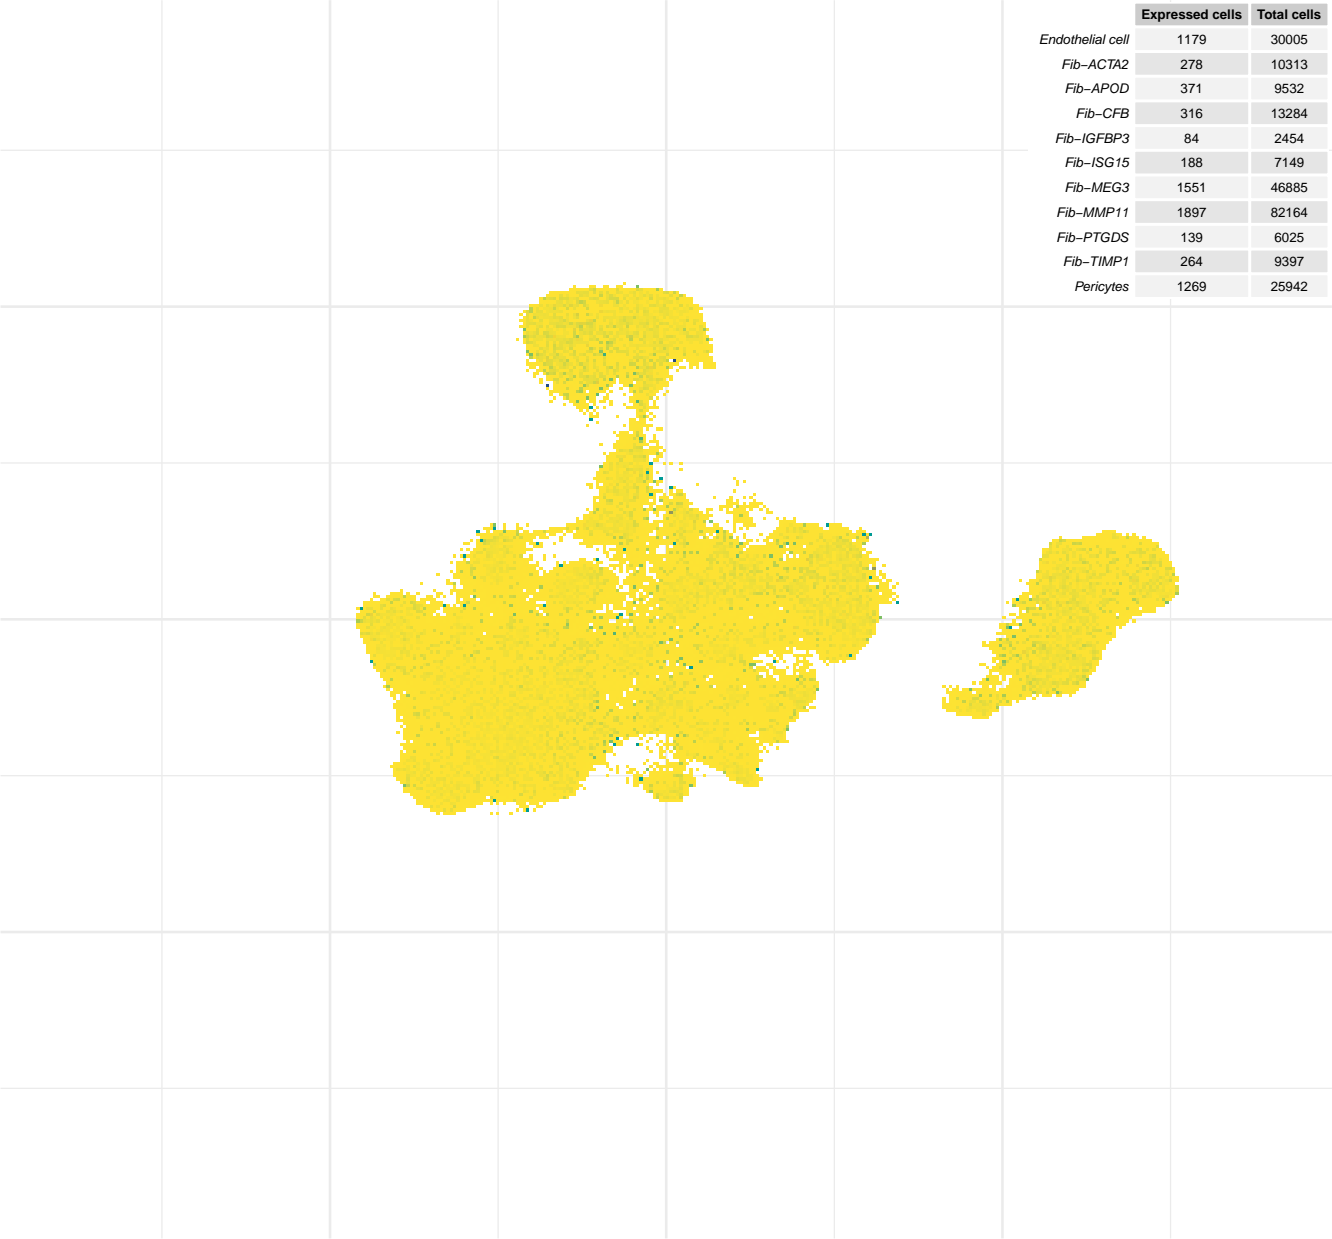 Expressed cells Total cells
Endothelial cell 1179 30005
Fib−ACTA2 278 10313
Fib−APOD 371 9532
Fib−CFB 316 13284
Fib−IGFBP3 84 2454
Fib−ISG15 188 7149
Fib−MEG3 1551 46885
Fib−MMP11 1897 82164
Fib−PTGDS 139 6025
Fib−TIMP1 264 9397
Pericytes 1269 25942